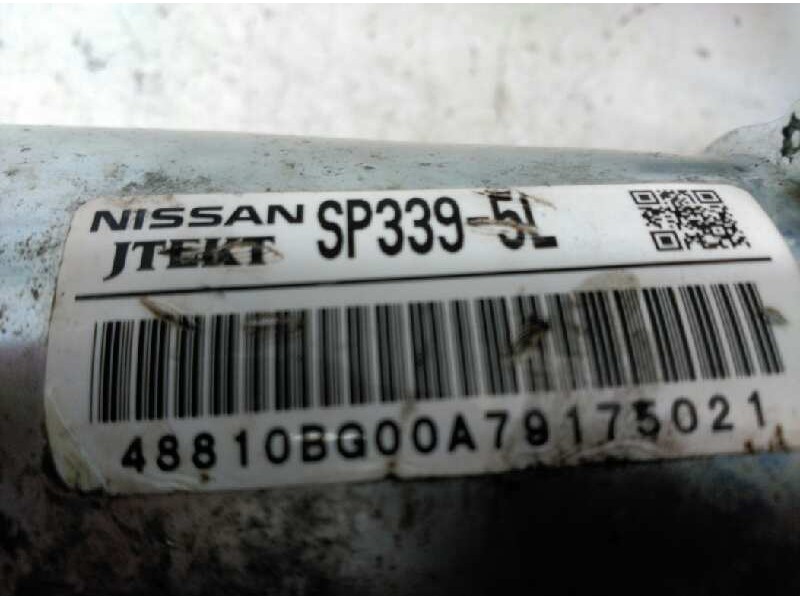 NISSAN SP339-5L
JTEKT
48810BG00A79175021